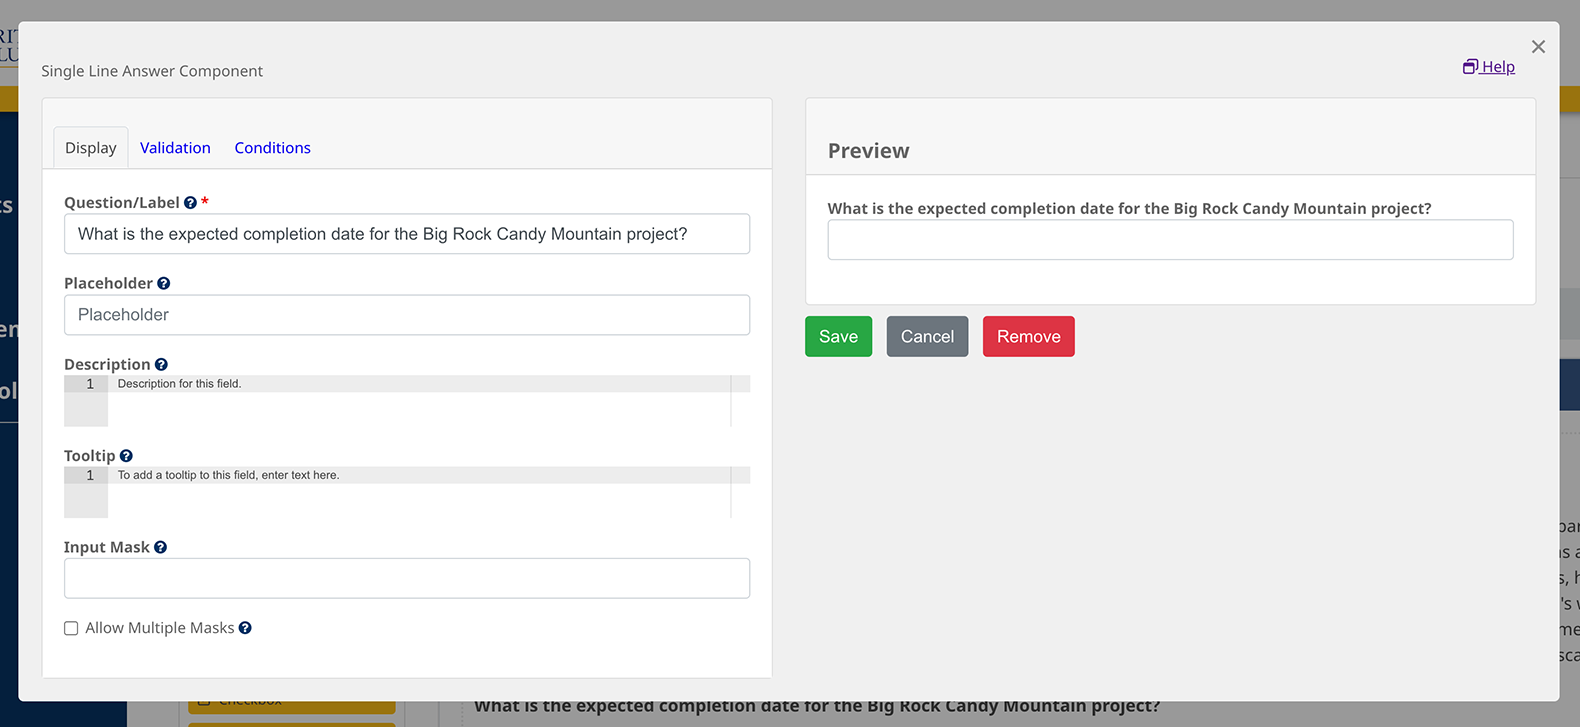 Single Line Answer Component
Help
Display Validation Conditions
Question/Label *
What is the expected completion date for the Big Rock Candy Mountain project?
Placeholder
Placeholder
Description
1 Description for this field.
Tooltip
1 To add a tooltip to this field, enter text here.
Input Mask
Allow Multiple Masks
Preview
What is the expected completion date for the Big Rock Candy Mountain project?
Save Cancel Remove
Checkbox
What is the expected completion date for the Big Rock Candy Mountain project?